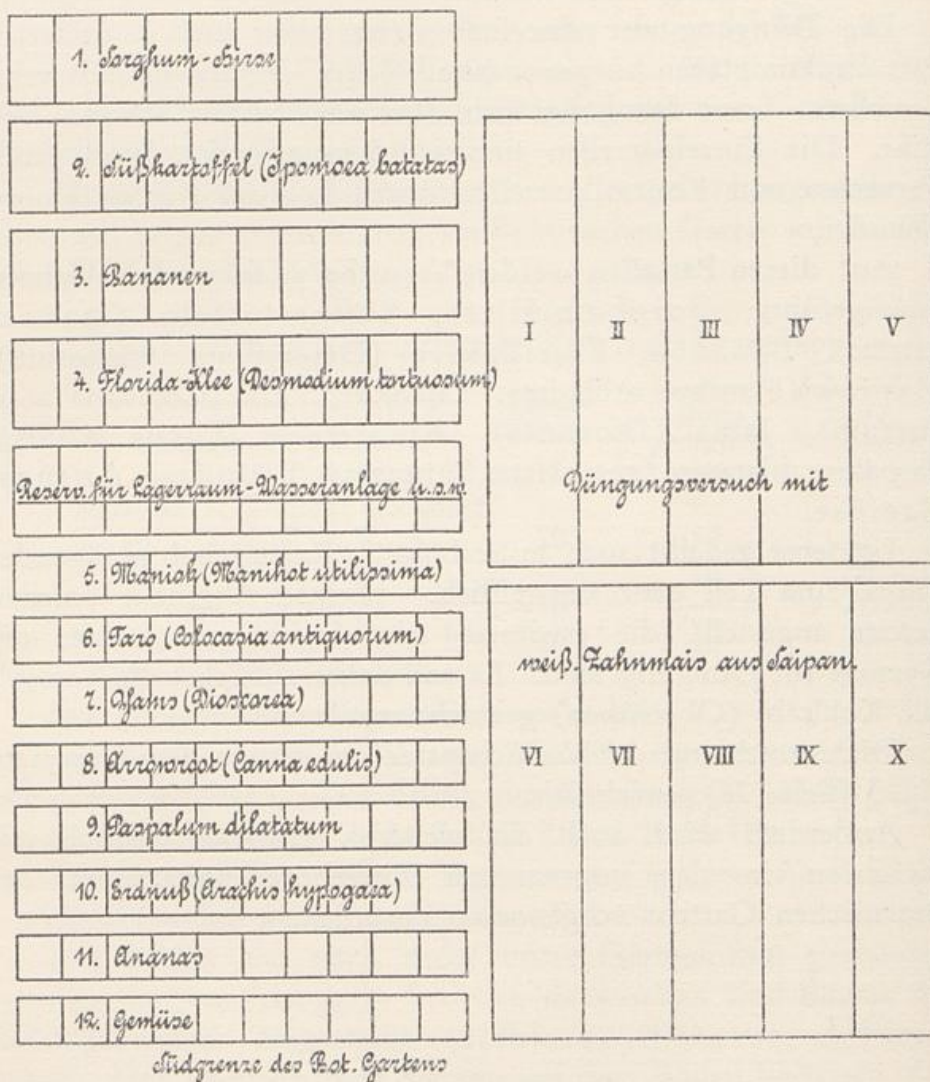 1. Sorghum-Hirse
2. Süßkartoffel (Ipomoea batatas)
3. Bananen
4. Florida-Klee (Desmodium tortuosum)
Reserv. für Lagerraum-Wasseranlage u.s.w.
5. Maniok (Manihot utilissima)
6. Taro (Colocasia antiquorum)
7. Yams (Dioscorea)
8. Arrowroot (Canna edulis)
9. Paspalum dilatatum
10. Erdnuß (Arachis hypogaea)
11. Ananas
12. Gemüse
Südgrenze des Bot. Gartens
I II III IV V
Düngungsversuch mit
weiß. Zahnmais aus Saipan.
VI VII VIII IX X